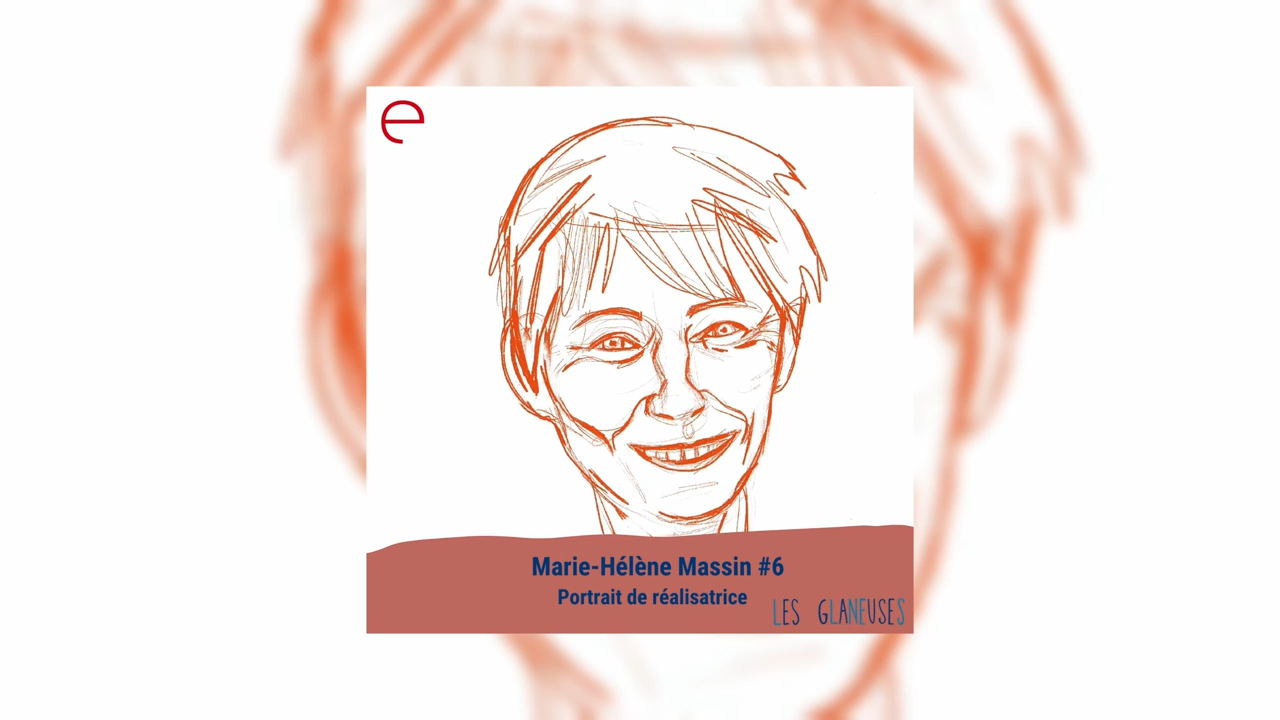 e
Marie-Hélène Massin #6
Portrait de réalisatrice
LES GLANEUSES